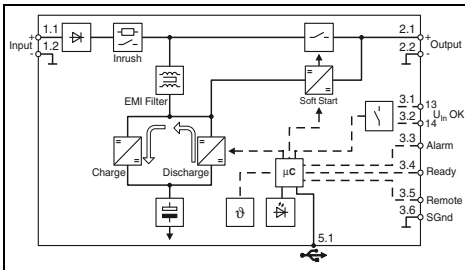 1.1 2.1
+ +
Input Output
1.2 2.2
- -
Inrush
EMI Filter
Soft Start
3.1 13
U_In OK
3.2 14
3.3 Alarm
Charge Discharge
µC
3.4 Ready
ϑ
3.5 Remote
3.6 SGnd
5.1